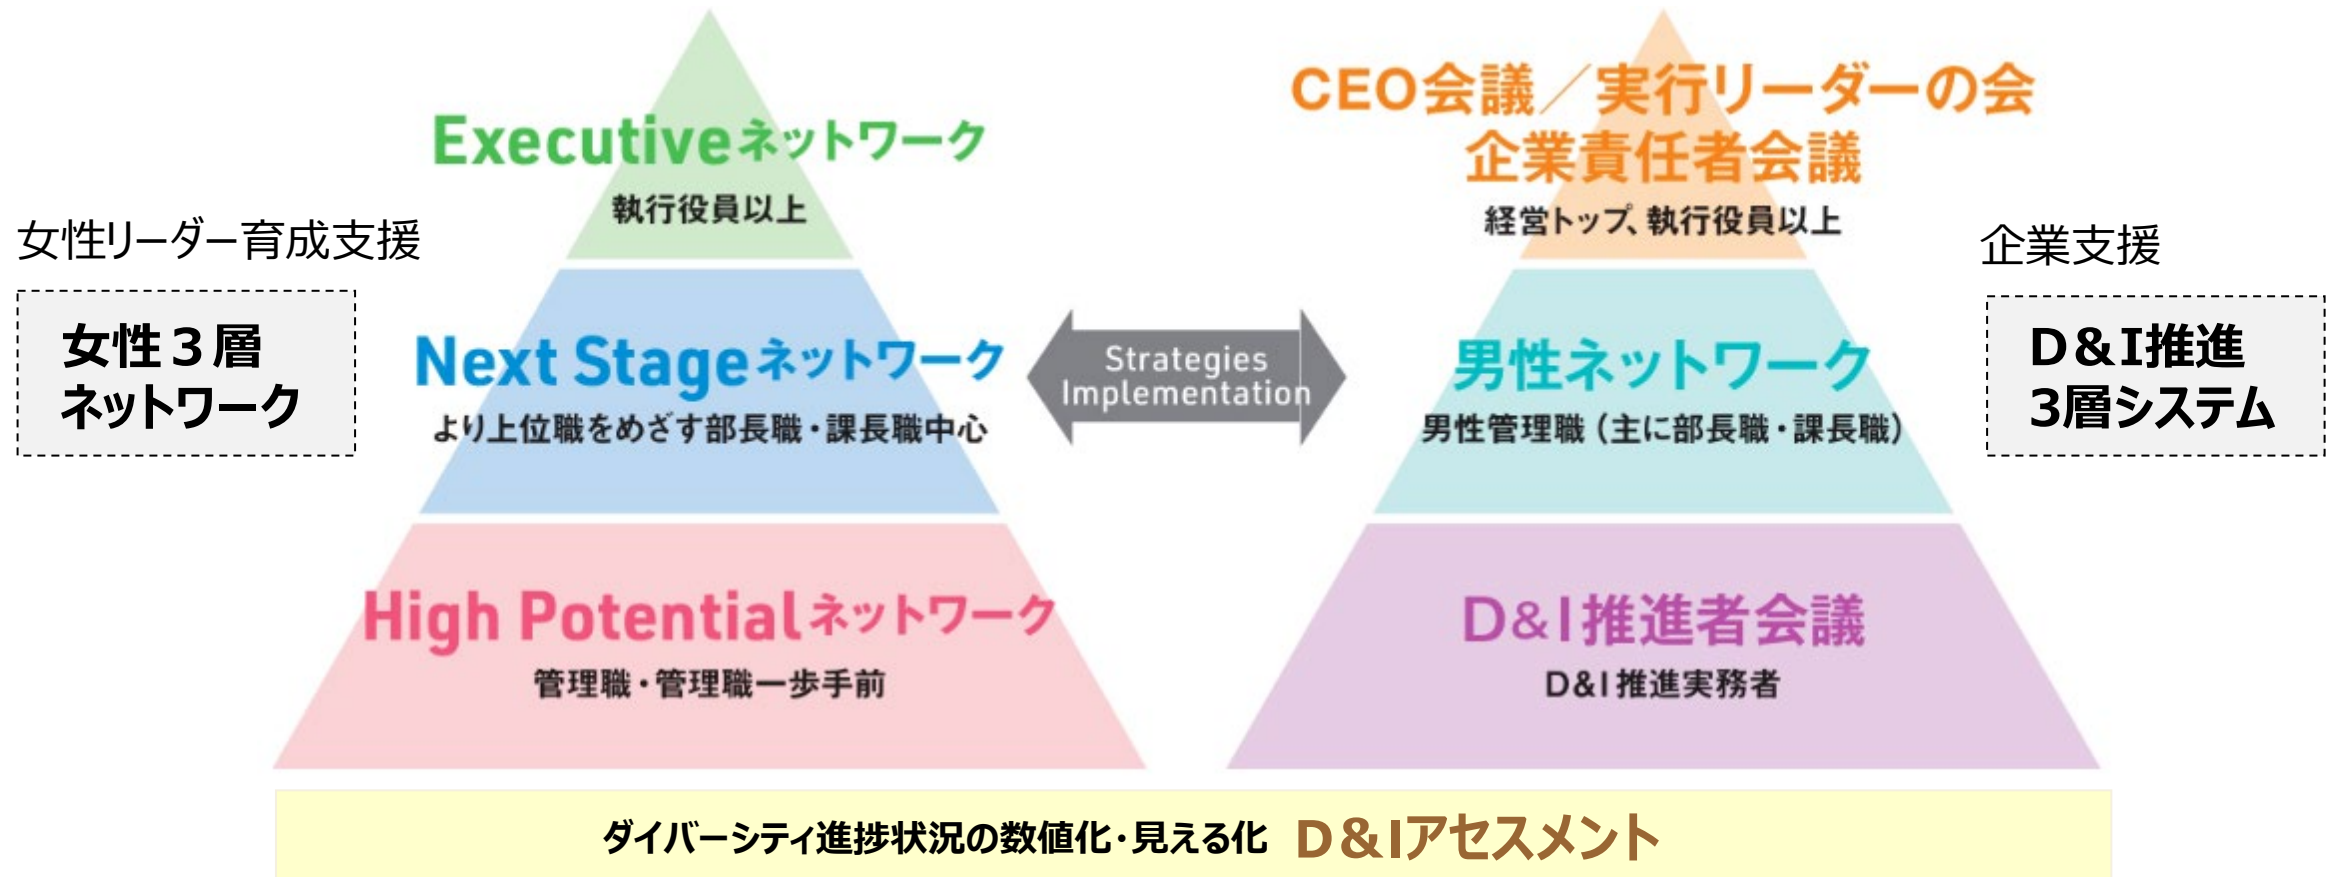 女性リーダー育成支援
女性３層
ネットワーク
Executiveネットワーク
執行役員以上
Next Stageネットワーク
より上位職をめざす部長職・課長職中心
High Potentialネットワーク
管理職・管理職一歩手前
Strategies
Implementation
CEO会議／実行リーダーの会
企業責任者会議
経営トップ、執行役員以上
男性ネットワーク
男性管理職（主に部長職・課長職）
D&I推進者会議
D&I推進実務者
企業支援
Ｄ＆Ｉ推進
3層システム
ダイバーシティ進捗状況の数値化・見える化 Ｄ＆Ｉアセスメント